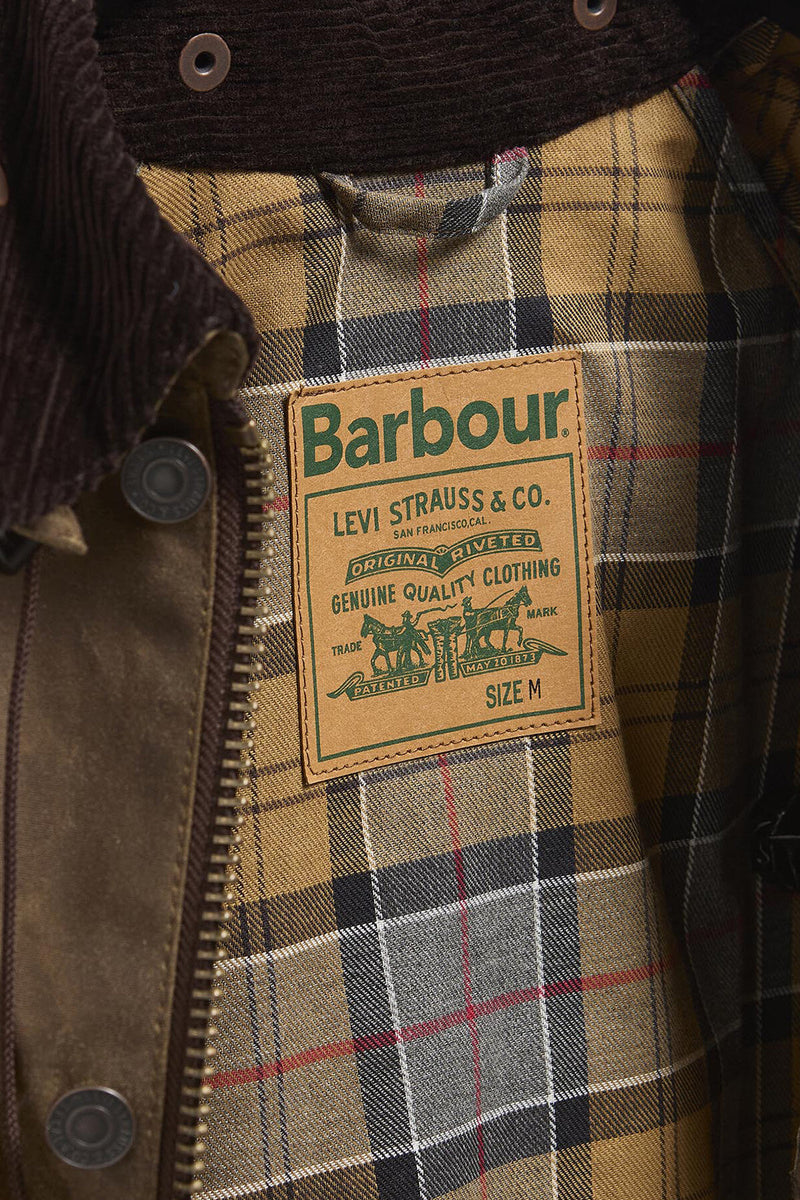 Barbour®
LEVI STRAUSS & CO.
SAN FRANCISCO, CAL.
ORIGINAL RIVETED
GENUINE QUALITY CLOTHING
TRADE MARK
PATENTED MAY 20 1873
SIZE M